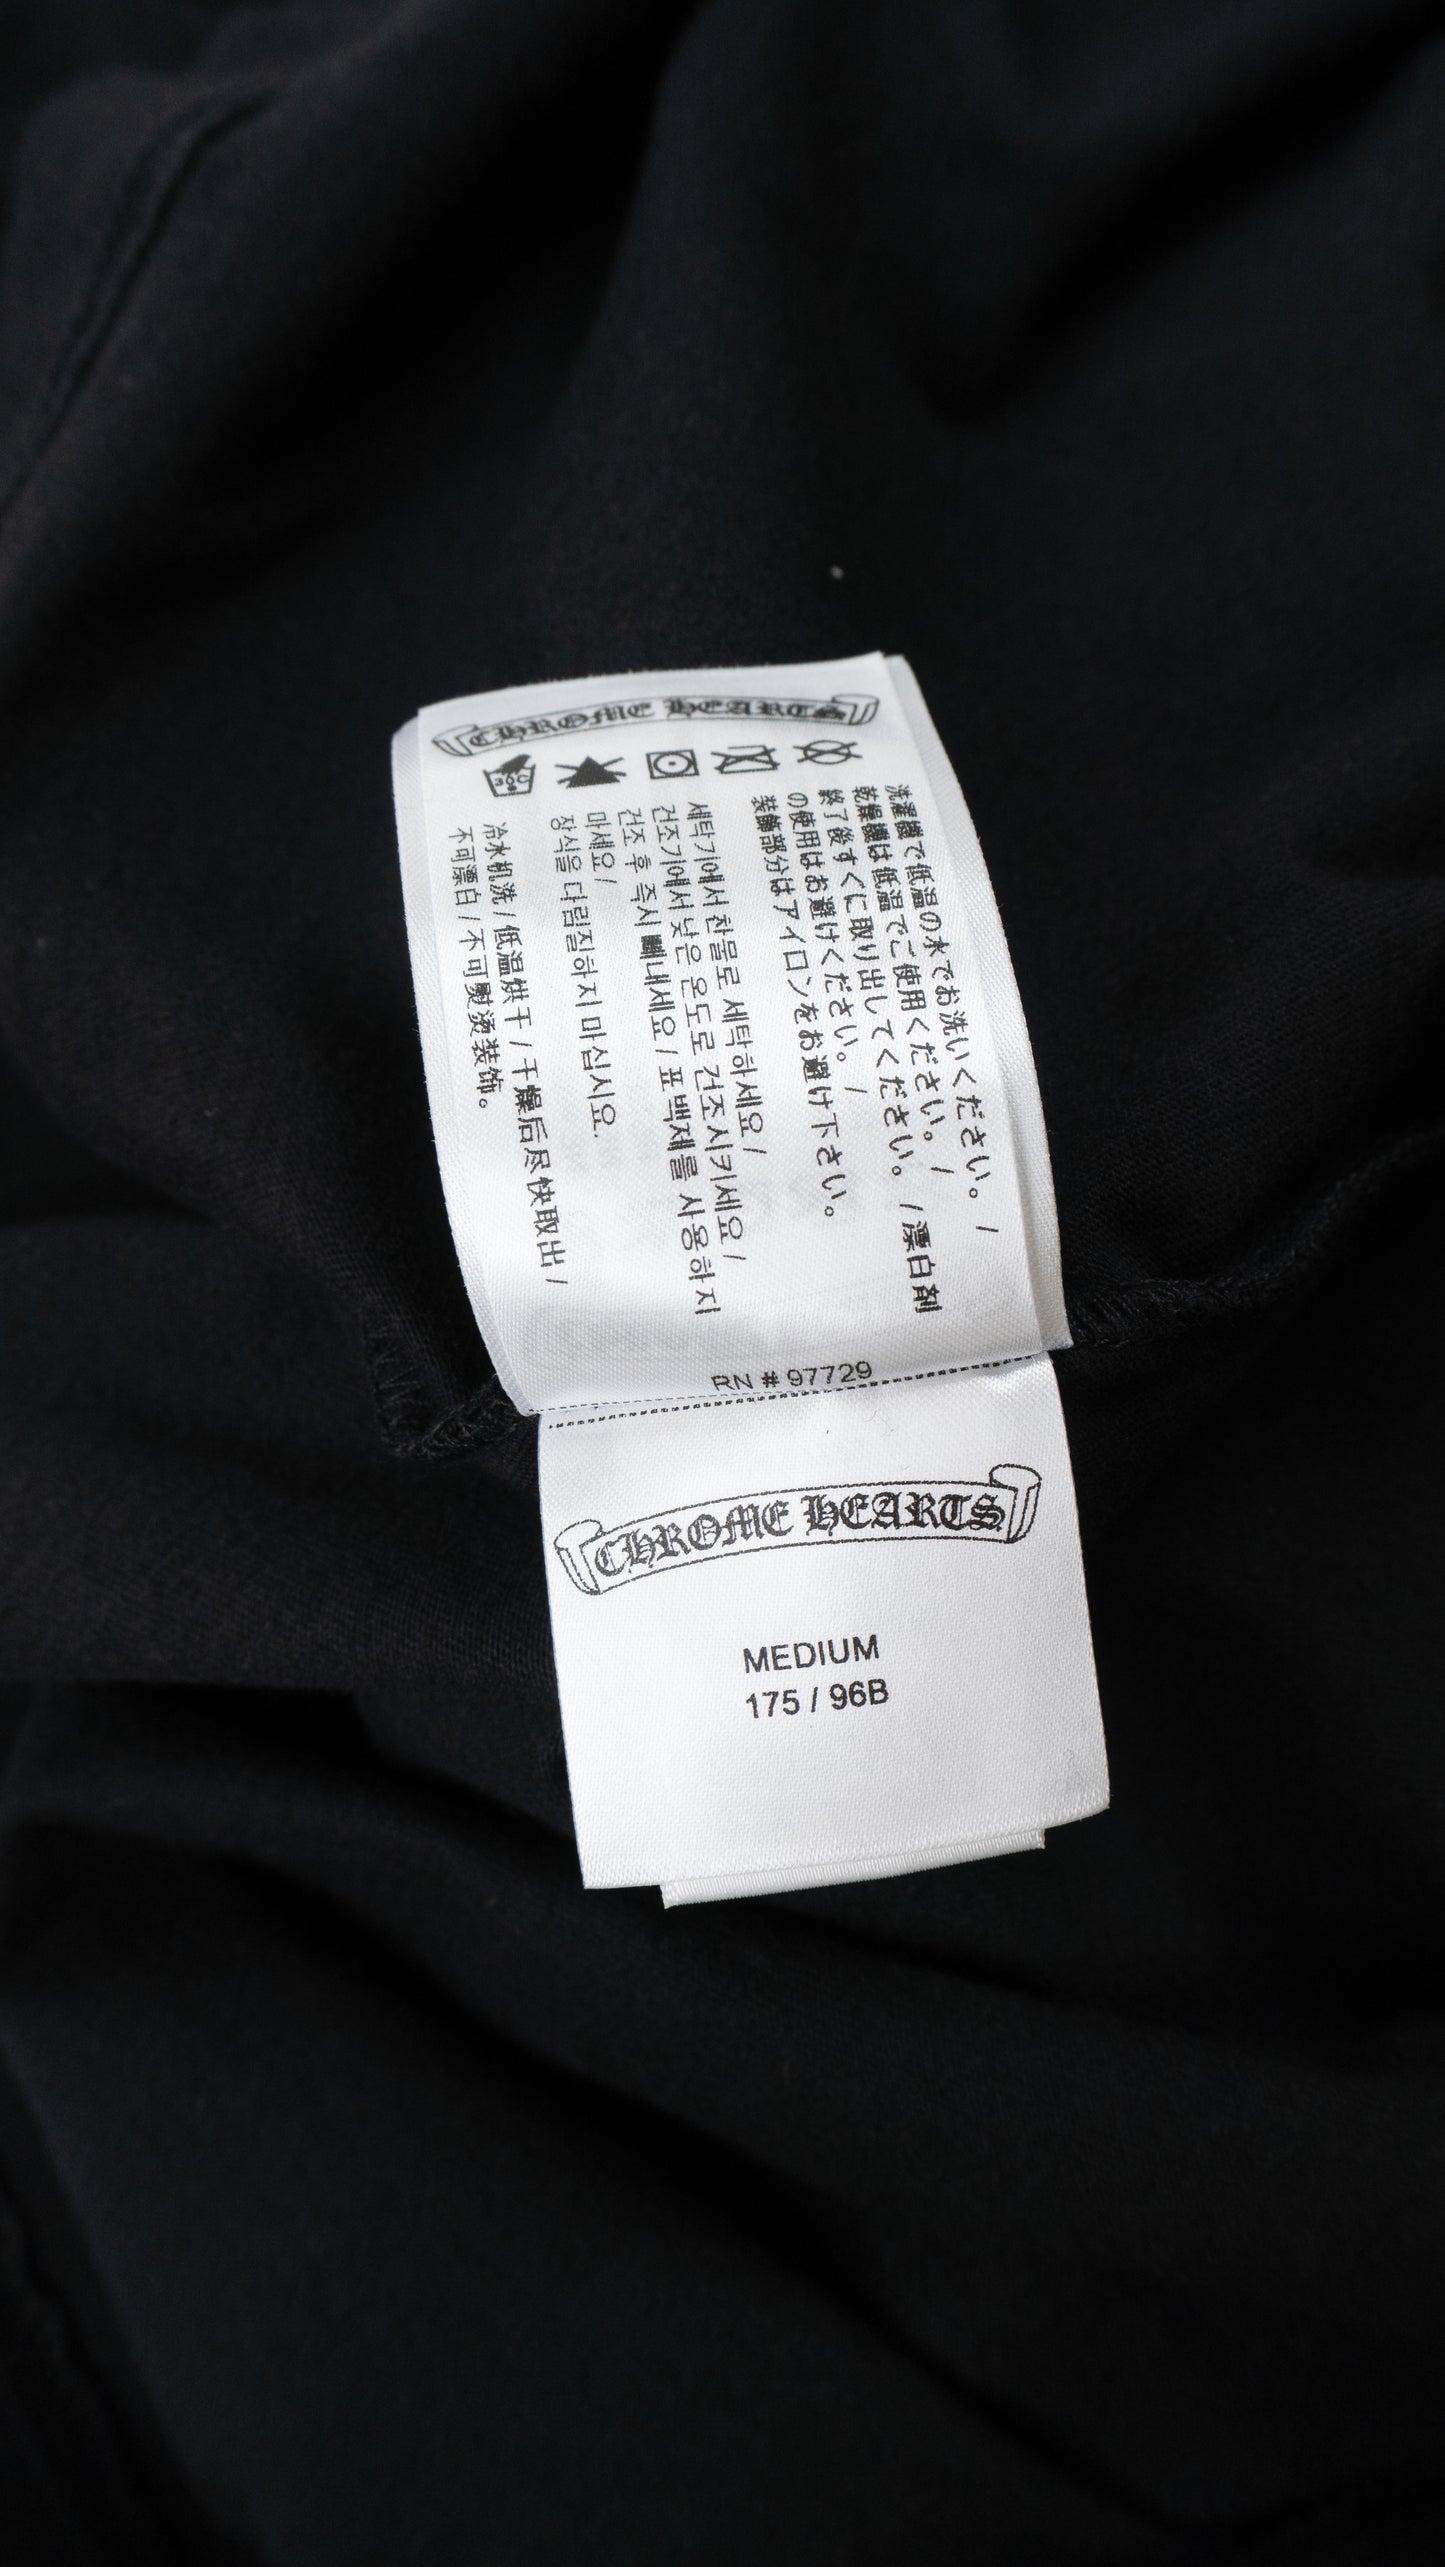 CHROME HEARTS
30C
洗濯機で低温の水でお洗いください。 /
乾燥機は低温でご使用ください。 /
終了後すぐに取り出してください。 / 漂白剤
の使用はお避けください。 /
装飾部分はアイロンをお避け下さい。
세탁기에서 찬물로 세탁하세요 /
건조기에서 낮은 온도로 건조시키세요 /
건조 후 즉시 빼내세요 / 표백제를 사용하지
마세요 /
장식을 다림질하지 마십시요.
冷水机洗 / 低温烘干 / 干燥后尽快取出 /
不可漂白 / 不可熨烫装饰。
RN # 97729
CHROME HEARTS
MEDIUM
175 / 96B